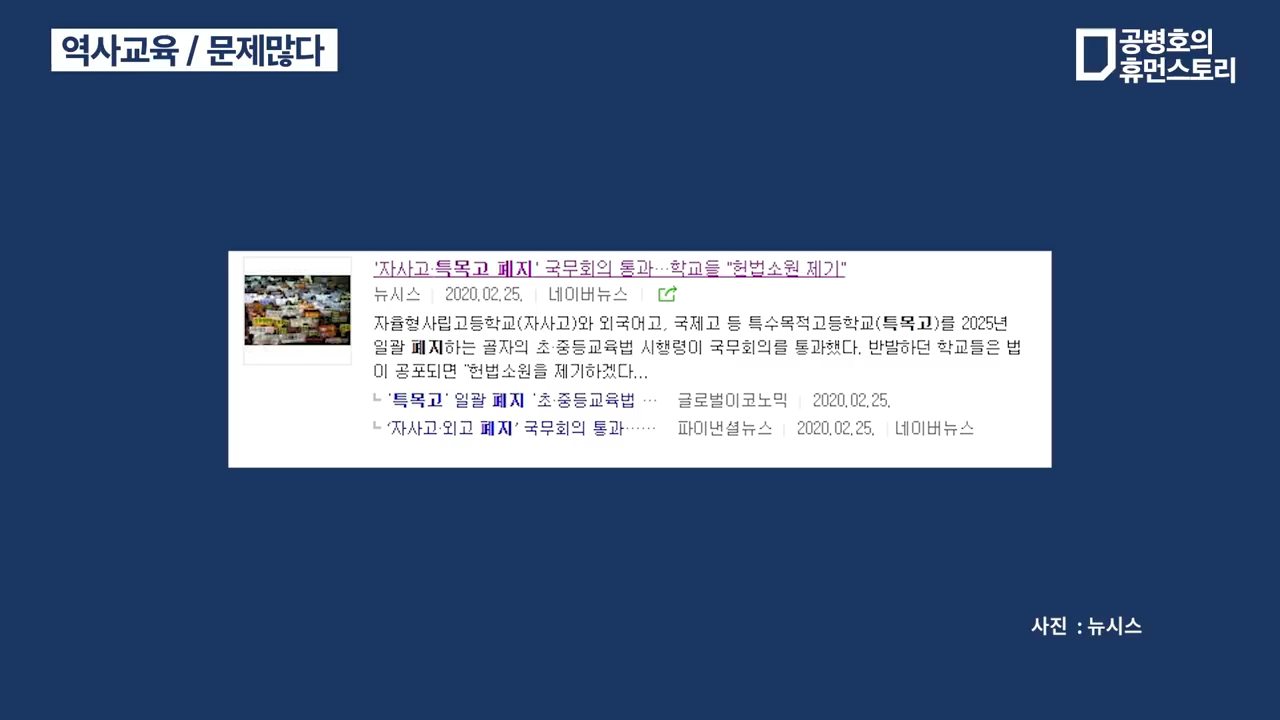 역사교육 / 문제많다
공병호의
휴먼스토리
'자사고·특목고 폐지' 국무회의 통과…학교들 "헌법소원 제기"
뉴시스 | 2020.02.25. | 네이버뉴스 |
자율형사립고등학교(자사고)와 외국어고, 국제고 등 특수목적고등학교(특목고)를 2025년
일괄 폐지하는 골자의 초·중등교육법 시행령이 국무회의를 통과했다. 반발하던 학교들은 법
이 공포되면 "헌법소원을 제기하겠다...
'특목고' 일괄 폐지 '초·중등교육법 … 글로벌이코노믹 | 2020.02.25.
'자사고·외고 폐지' 국무회의 통과…… 파이낸셜뉴스 | 2020.02.25. | 네이버뉴스
사진 : 뉴시스